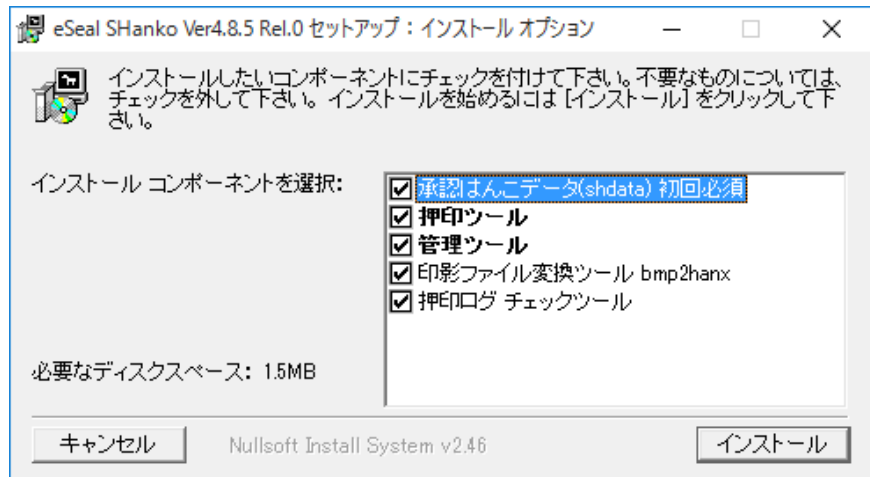 eSeal SHanko Ver4.8.5 Rel.0 セットアップ：インストール オプション
インストールしたいコンポーネントにチェックを付けて下さい。不要なものについては、
チェックを外して下さい。インストールを始めるには [インストール] をクリックして下
さい。
インストール コンポーネントを選択:
承認はんこデータ(shdata) 初回必須
押印ツール
管理ツール
印影ファイル変換ツール bmp2hanx
押印ログ チェックツール
必要なディスクスペース: 1.5MB
キャンセル
Nullsoft Install System v2.46
インストール